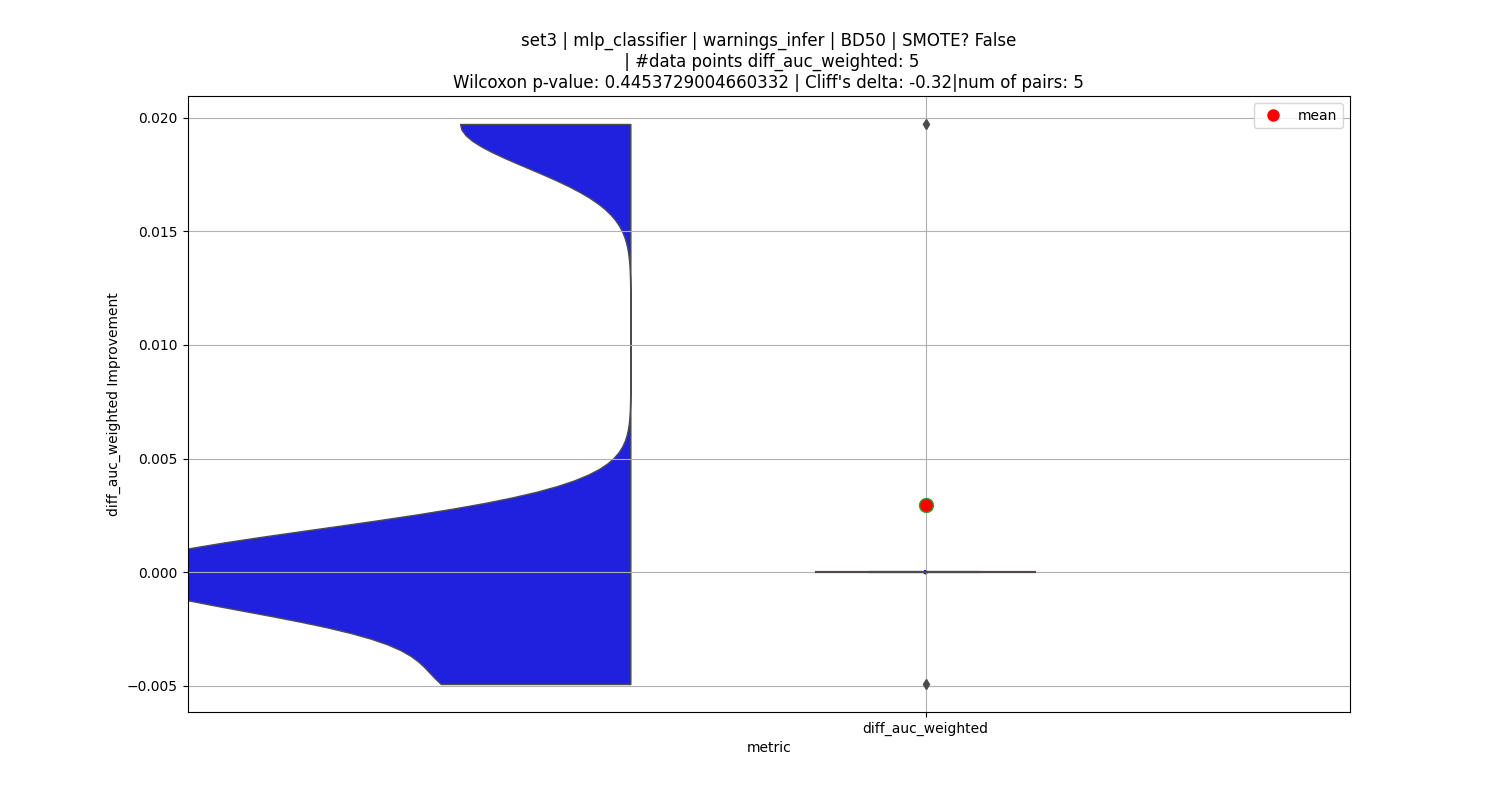 set3 | mlp_classifier | warnings_infer | BD50 | SMOTE? False
| #data points diff_auc_weighted: 5
Wilcoxon p-value: 0.4453729004660332 | Cliff's delta: -0.32|num of pairs: 5
mean
0.020
0.015
0.010
0.005
0.000
−0.005
diff_auc_weighted Improvement
diff_auc_weighted
metric